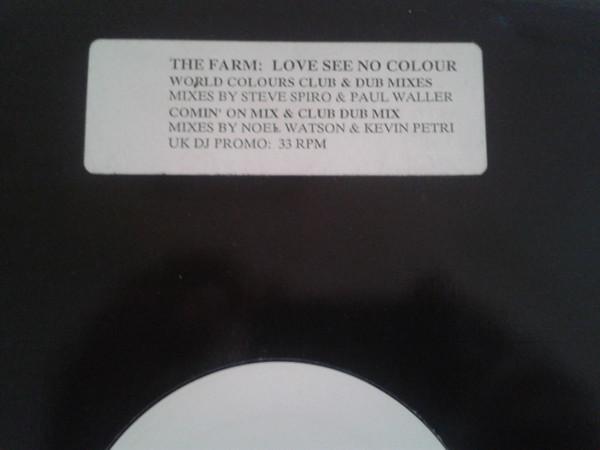 THE FARM: LOVE SEE NO COLOUR
WORLD COLOURS CLUB & DUB MIXES
MIXES BY STEVE SPIRO & PAUL WALLER
COMIN' ON MIX & CLUB DUB MIX
MIXES BY NOEL WATSON & KEVIN PETRI
UK DJ PROMO: 33 RPM